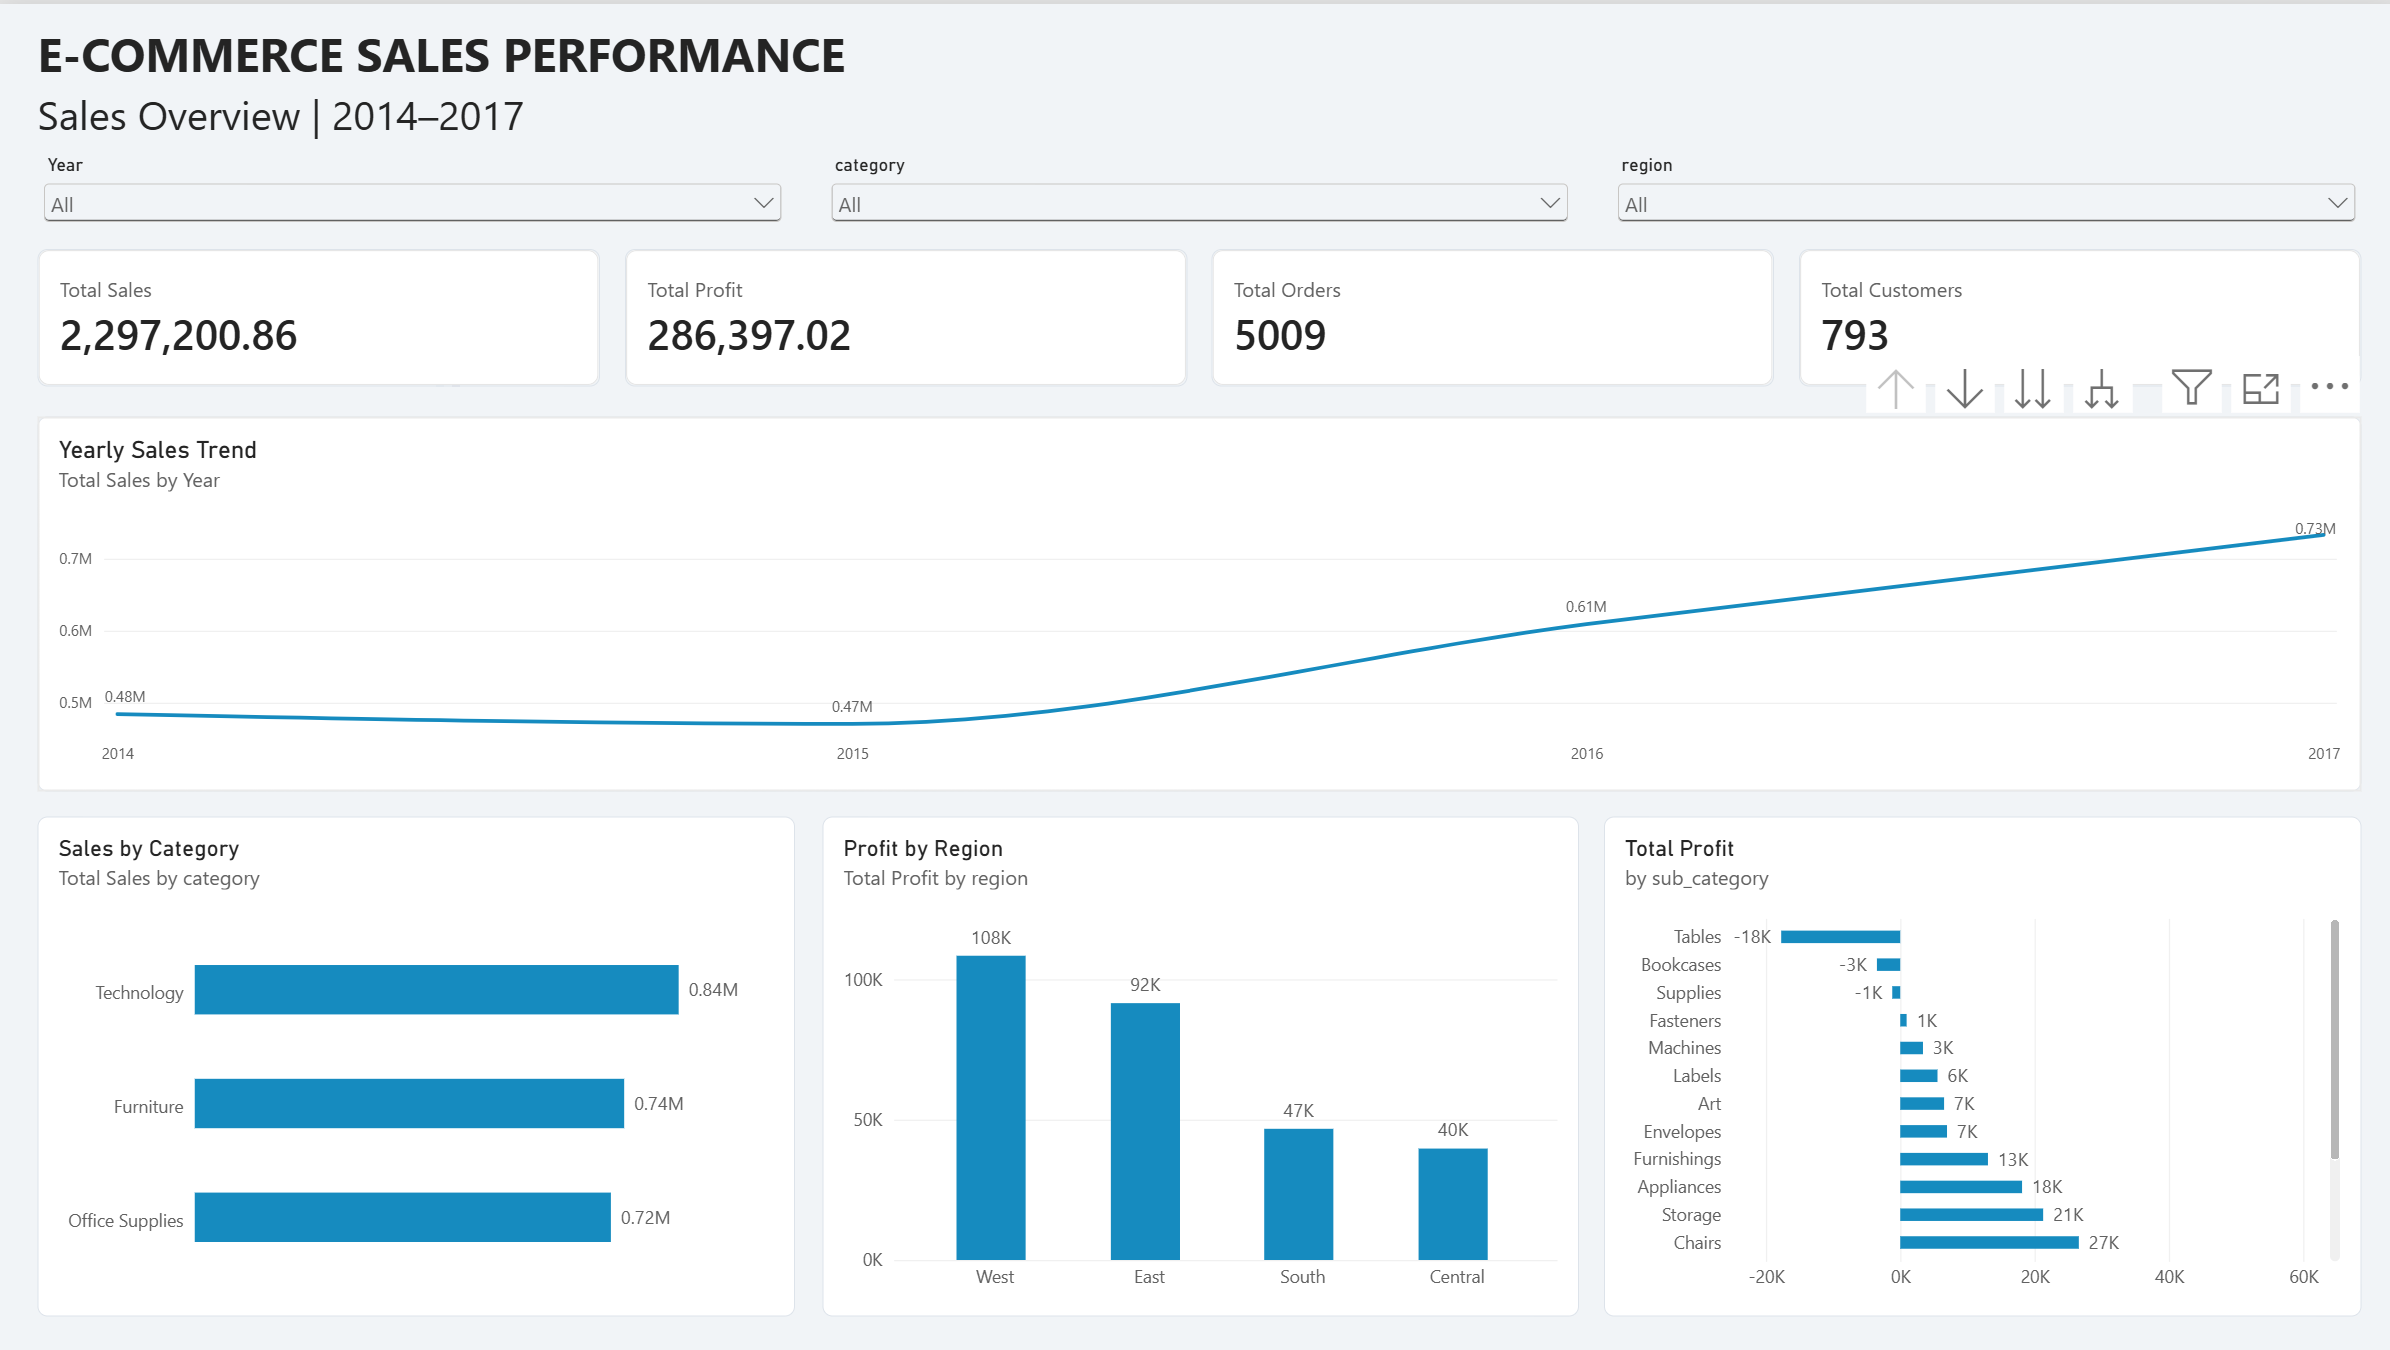 E-COMMERCE SALES PERFORMANCE
Sales Overview | 2014–2017
Year
category
region
All
All
All
Total Sales
2,297,200.86
Total Profit
286,397.02
Total Orders
5009
Total Customers
793
Yearly Sales Trend
Total Sales by Year
0.7M
0.6M
0.5M
0.48M
0.47M
0.61M
0.73M
2014
2015
2016
2017
Sales by Category
Total Sales by category
Technology
0.84M
Furniture
0.74M
Office Supplies
0.72M
Profit by Region
Total Profit by region
100K
50K
0K
108K
92K
47K
40K
West
East
South
Central
Total Profit
by sub_category
Tables -18K
Bookcases -3K
Supplies -1K
Fasteners 1K
Machines 3K
Labels 6K
Art 7K
Envelopes 7K
Furnishings 13K
Appliances 18K
Storage 21K
Chairs 27K
-20K
0K
20K
40K
60K